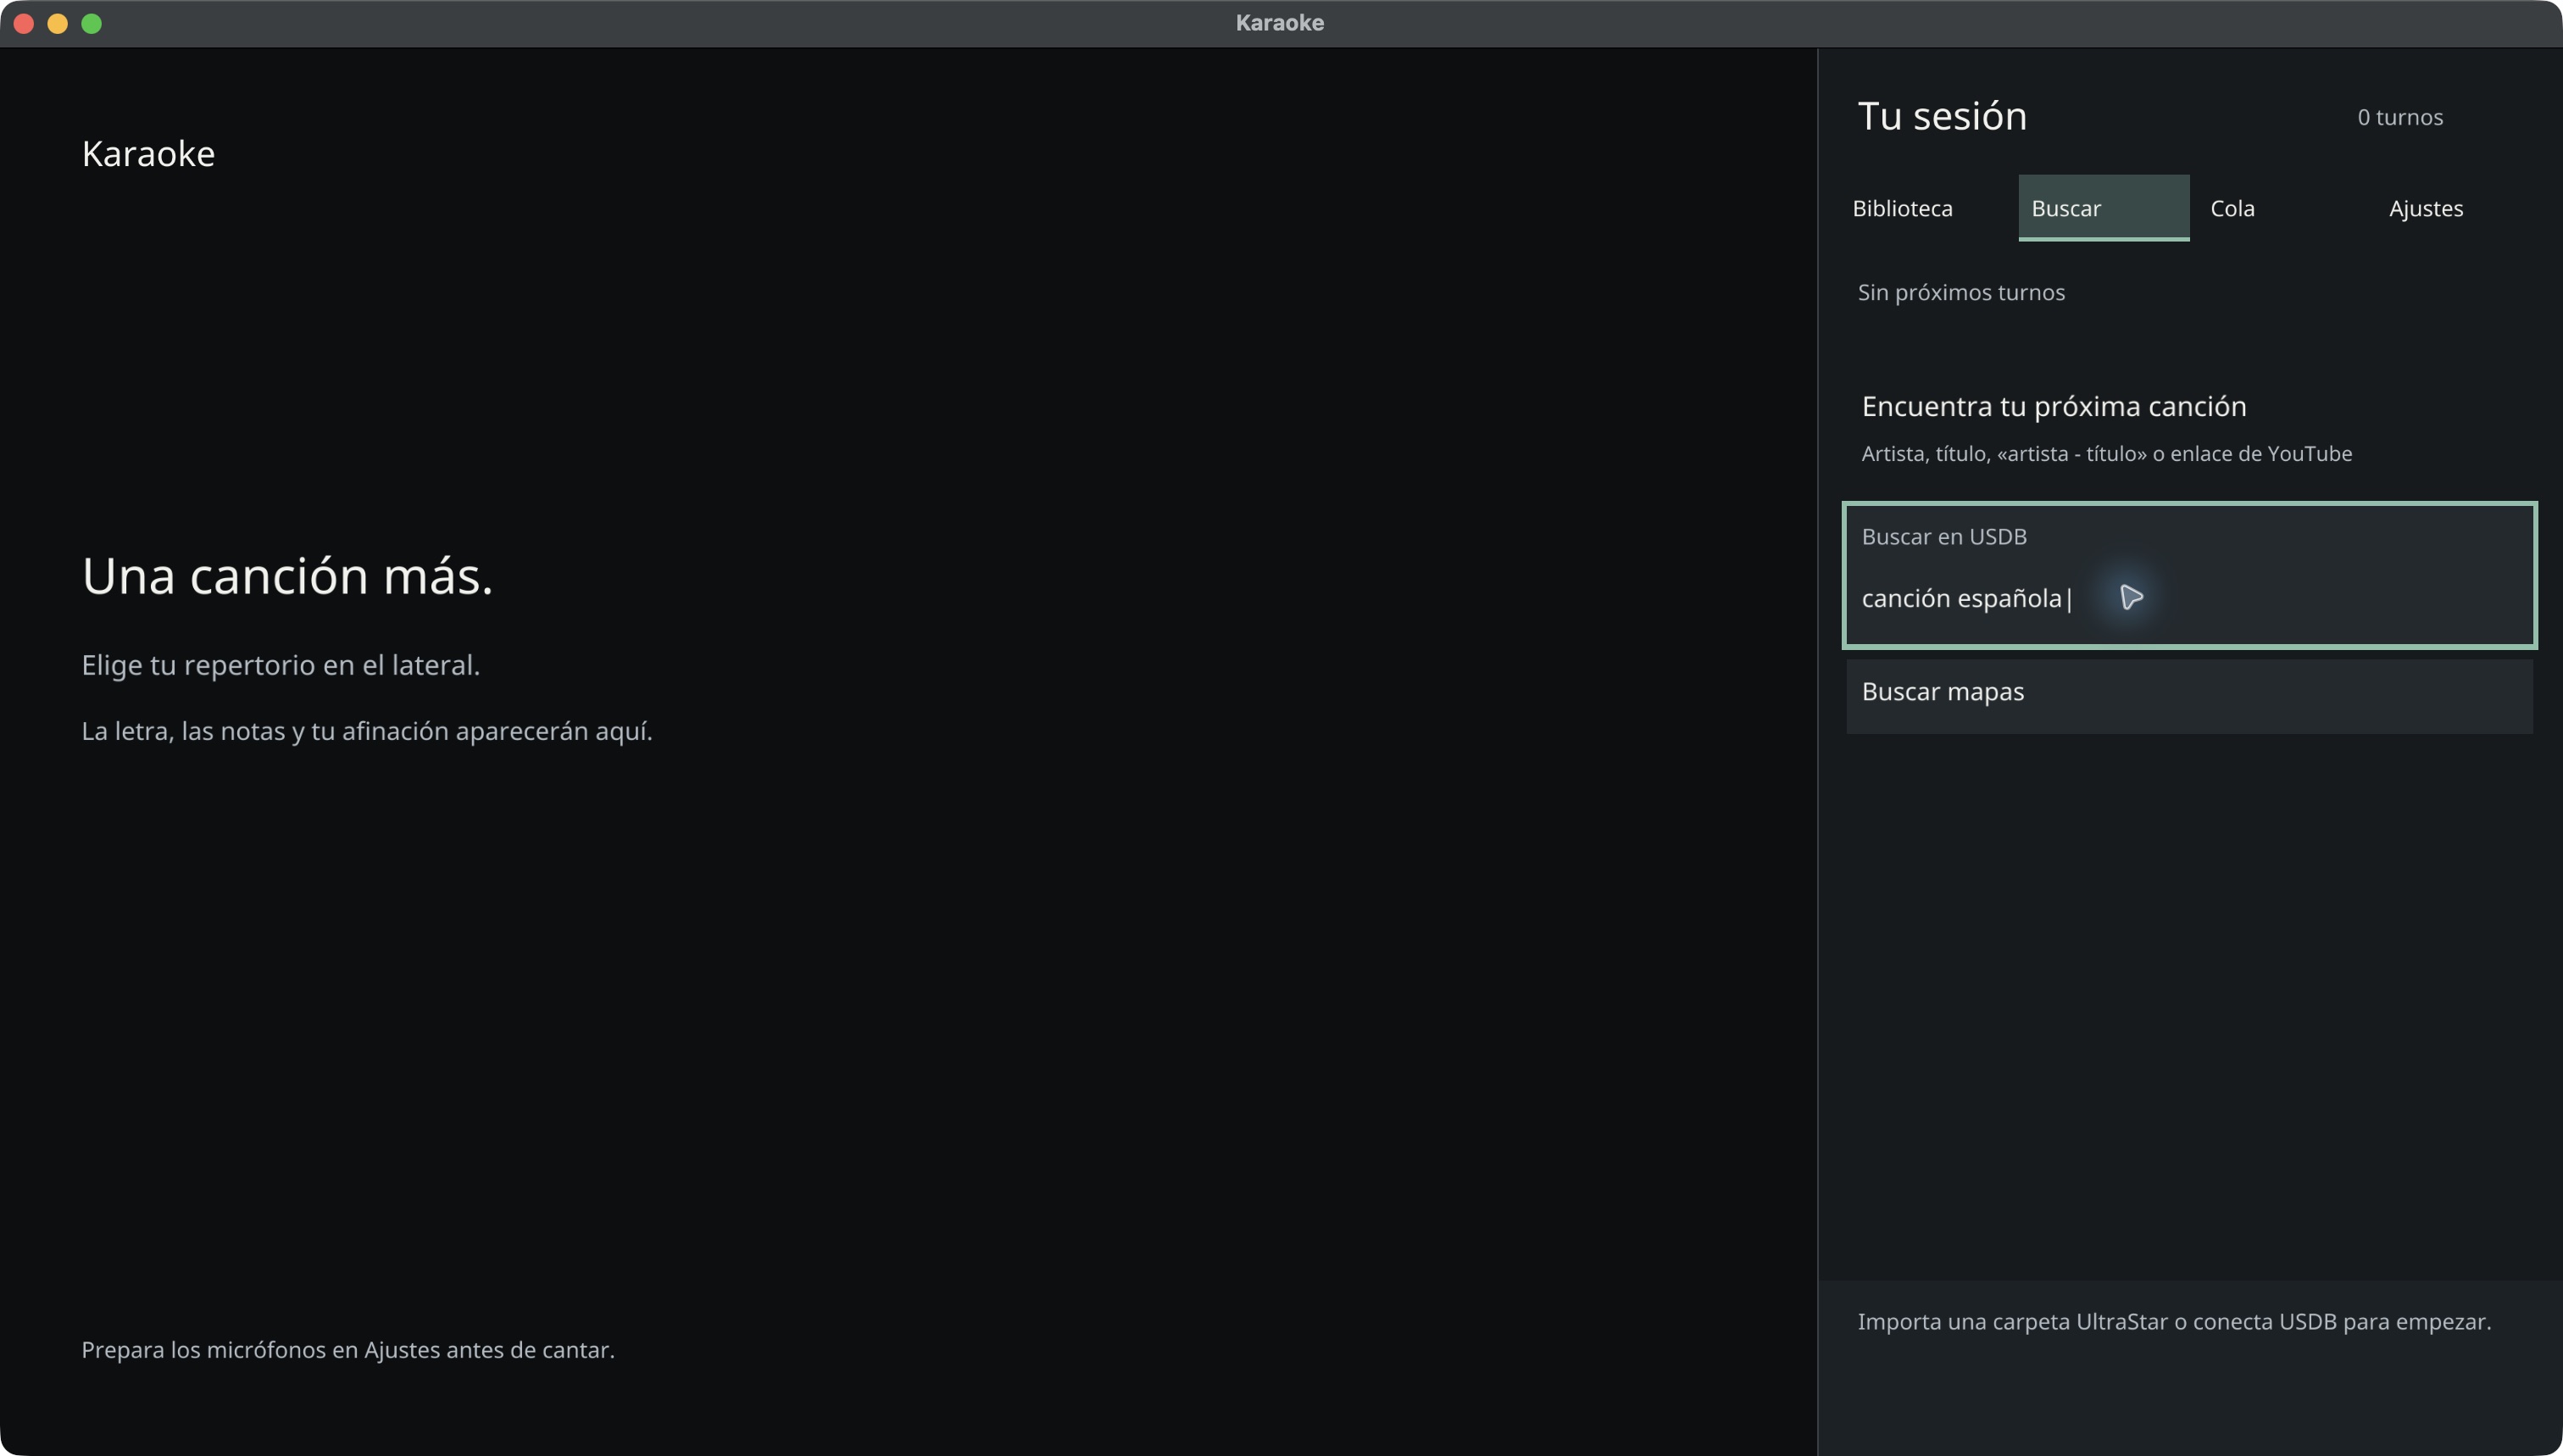 Karaoke
Karaoke
Una canción más.
Elige tu repertorio en el lateral.
La letra, las notas y tu afinación aparecerán aquí.
Prepara los micrófonos en Ajustes antes de cantar.
Tu sesión
0 turnos
Biblioteca
Buscar
Cola
Ajustes
Sin próximos turnos
Encuentra tu próxima canción
Artista, título, «artista - título» o enlace de YouTube
Buscar en USDB
canción española|
Buscar mapas
Importa una carpeta UltraStar o conecta USDB para empezar.